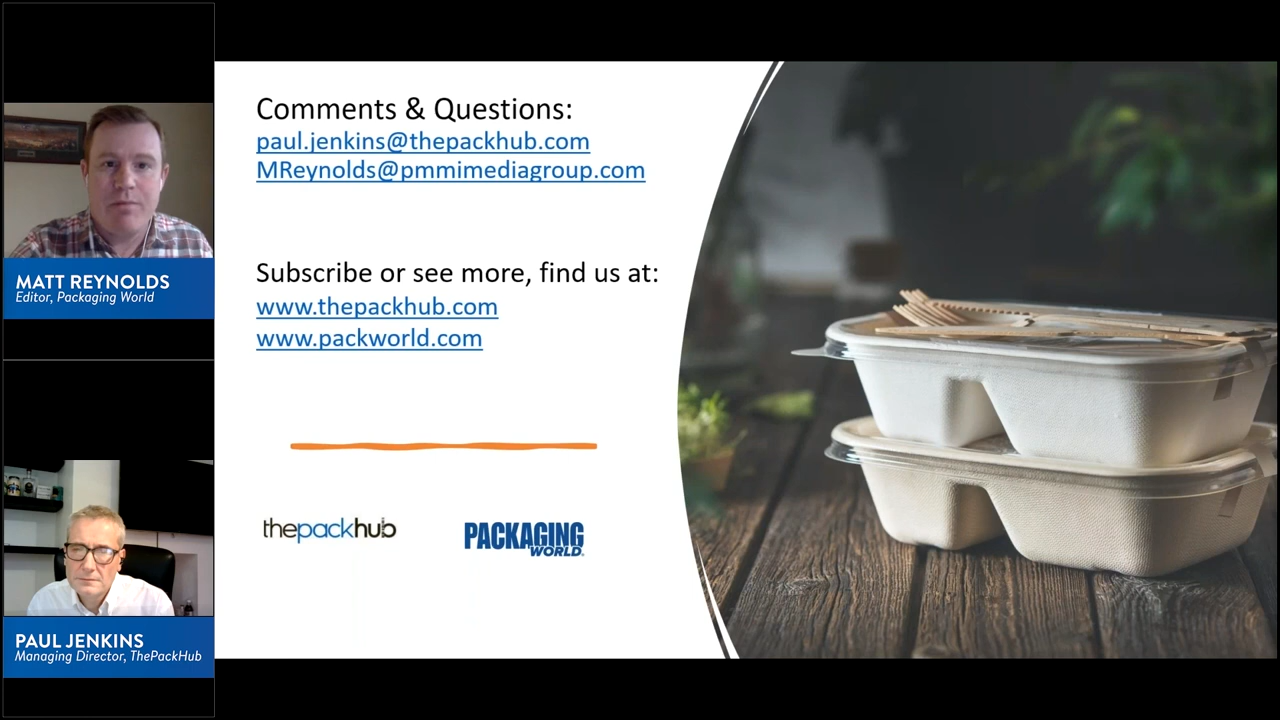 MATT REYNOLDS
Editor, Packaging World
PAUL JENKINS
Managing Director, ThePackHub
Comments & Questions:
paul.jenkins@thepackhub.com
MReynolds@pmmimediagroup.com
Subscribe or see more, find us at:
www.thepackhub.com
www.packworld.com
thepackhub
PACKAGING
WORLD